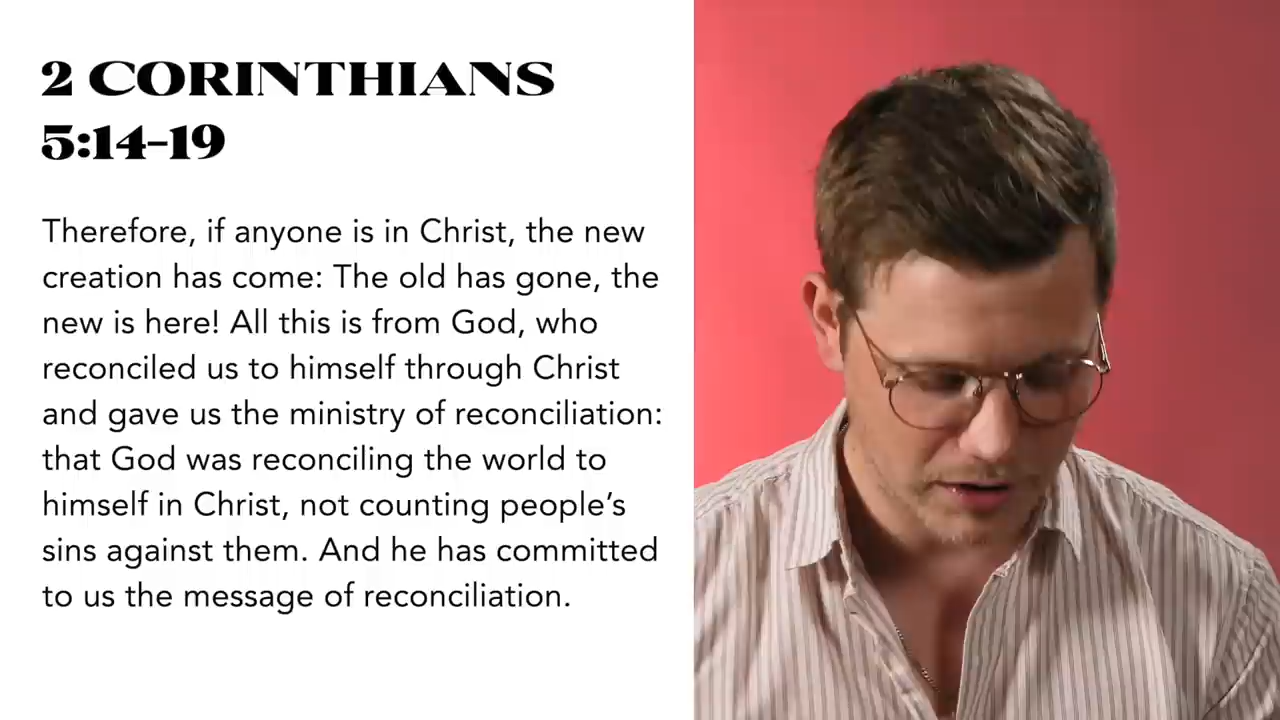 2 CORINTHIANS
5:14-19
Therefore, if anyone is in Christ, the new
creation has come: The old has gone, the
new is here! All this is from God, who
reconciled us to himself through Christ
and gave us the ministry of reconciliation:
that God was reconciling the world to
himself in Christ, not counting people’s
sins against them. And he has committed
to us the message of reconciliation.